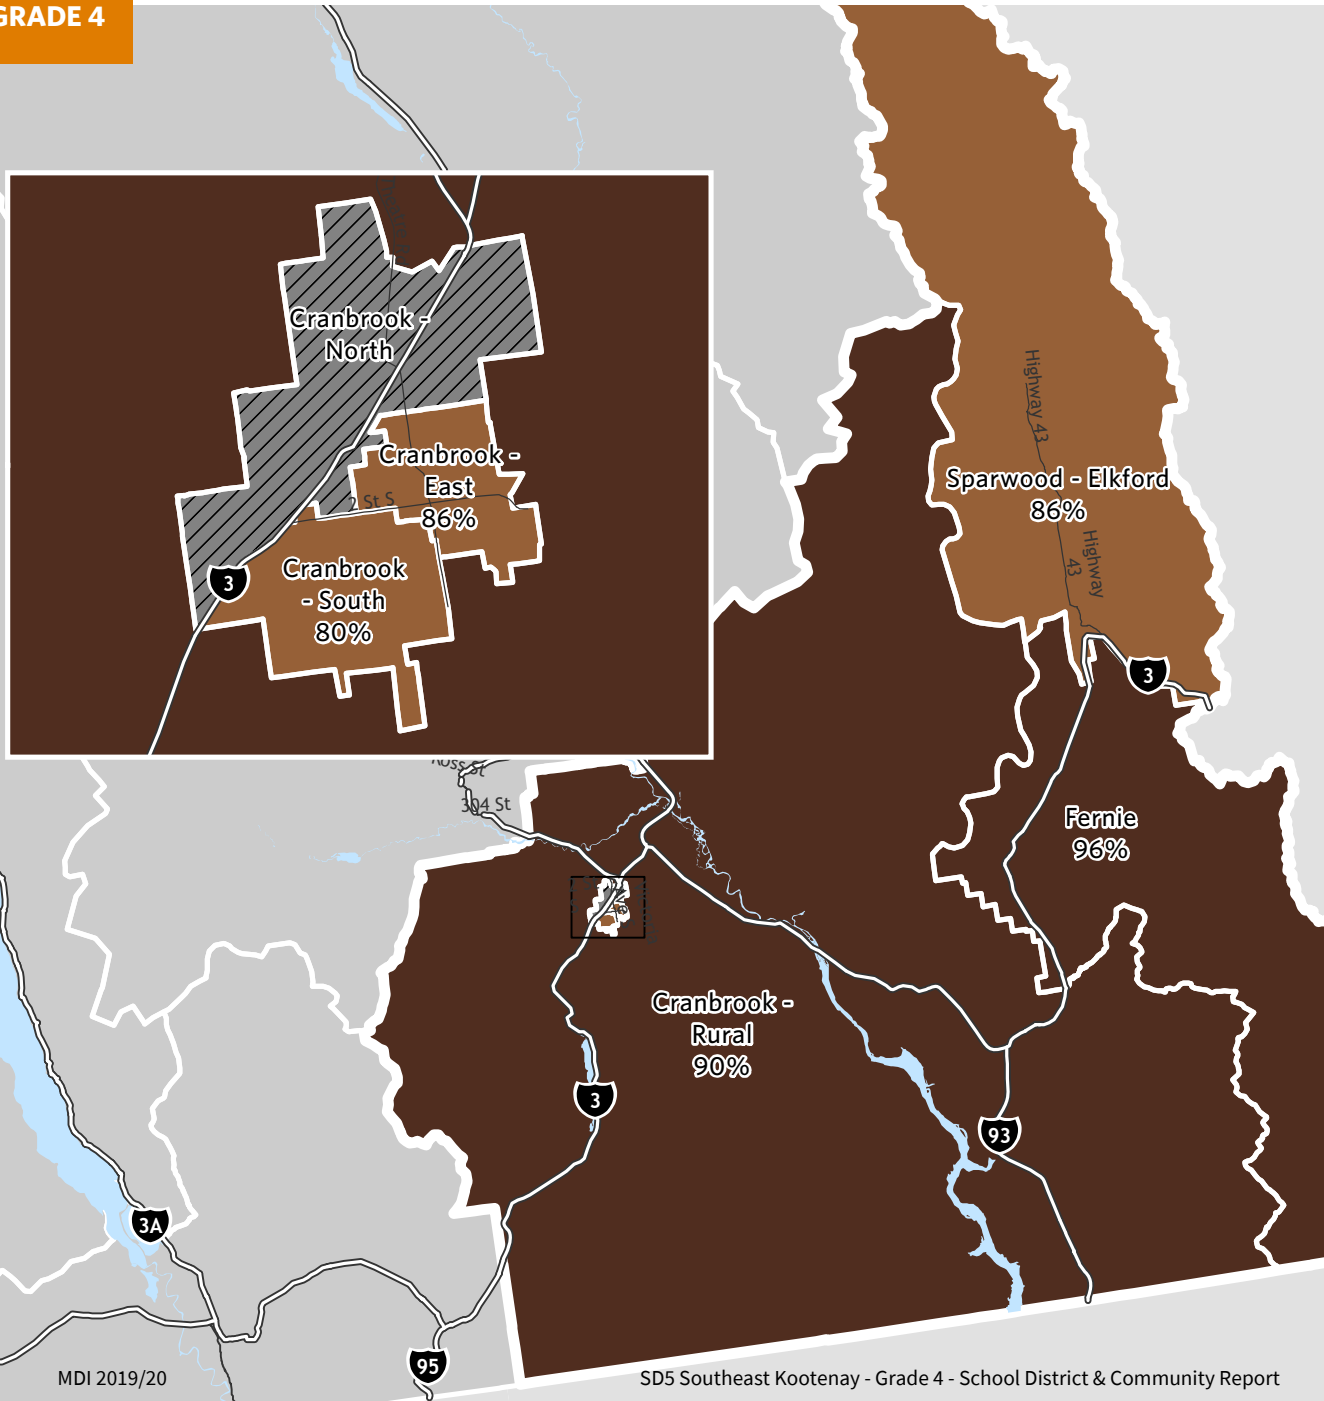 GRADE 4
Cranbrook -
North
Cranbrook -
East
86%
2 St S
3
Cranbrook
- South
80%
Highway 43
Sparwood - Elkford
86%
Highway
43
3
Ross St
304 St
Fernie
96%
Cranbrook -
Rural
90%
3
93
3A
95
MDI 2019/20
SD5 Southeast Kootenay - Grade 4 - School District & Community Report